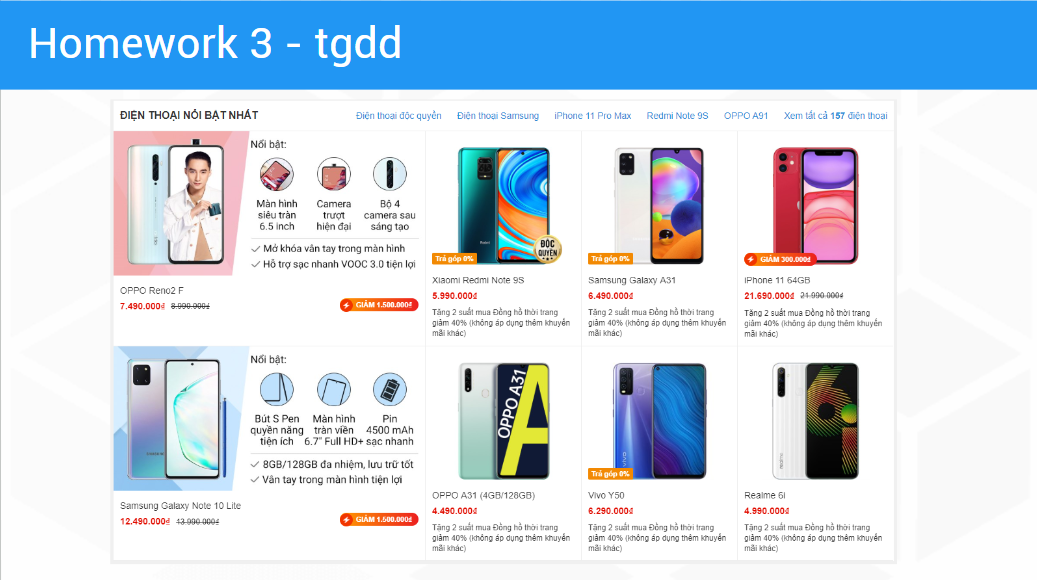 Homework 3 - tgdd
ĐIỆN THOẠI NỔI BẬT NHẤT
Điện thoại độc quyền
Điện thoại Samsung
iPhone 11 Pro Max
Redmi Note 9S
OPPO A91
Xem tất cả 157 điện thoại
Nổi bật:
Màn hình
siêu tràn
6.5 inch
Camera
trượt
hiện đại
Bộ 4
camera sau
sáng tạo
Mở khóa vân tay trong màn hình
Hỗ trợ sạc nhanh VOOC 3.0 tiện lợi
OPPO Reno2 F
7.490.000₫ 8.990.000₫
GIẢM 1.500.000₫
ĐỘC
QUYỀN
Trả góp 0%
Xiaomi Redmi Note 9S
5.990.000₫
Tặng 2 suất mua Đồng hồ thời trang
giảm 40% (không áp dụng thêm khuyến
mãi khác)
Trả góp 0%
Samsung Galaxy A31
6.490.000₫
Tặng 2 suất mua Đồng hồ thời trang
giảm 40% (không áp dụng thêm khuyến
mãi khác)
GIẢM 300.000₫
iPhone 11 64GB
21.690.000₫ 21.990.000₫
Tặng 2 suất mua Đồng hồ thời trang
giảm 40% (không áp dụng thêm khuyến
mãi khác)
Nổi bật:
Bút S Pen
quyền năng
tiện ích
Màn hình
tràn viền
6.7" Full HD+
Pin
4500 mAh
sạc nhanh
8GB/128GB đa nhiệm, lưu trữ tốt
Vân tay trong màn hình tiện lợi
Samsung Galaxy Note 10 Lite
12.490.000₫ 13.990.000₫
GIẢM 1.500.000₫
OPPO A31
OPPO A31 (4GB/128GB)
4.490.000₫
Tặng 2 suất mua Đồng hồ thời trang
giảm 40% (không áp dụng thêm khuyến
mãi khác)
vivo
Trả góp 0%
Vivo Y50
6.290.000₫
Tặng 2 suất mua Đồng hồ thời trang
giảm 40% (không áp dụng thêm khuyến
mãi khác)
realme
Realme 6i
4.990.000₫
Tặng 2 suất mua Đồng hồ thời trang
giảm 40% (không áp dụng thêm khuyến
mãi khác)